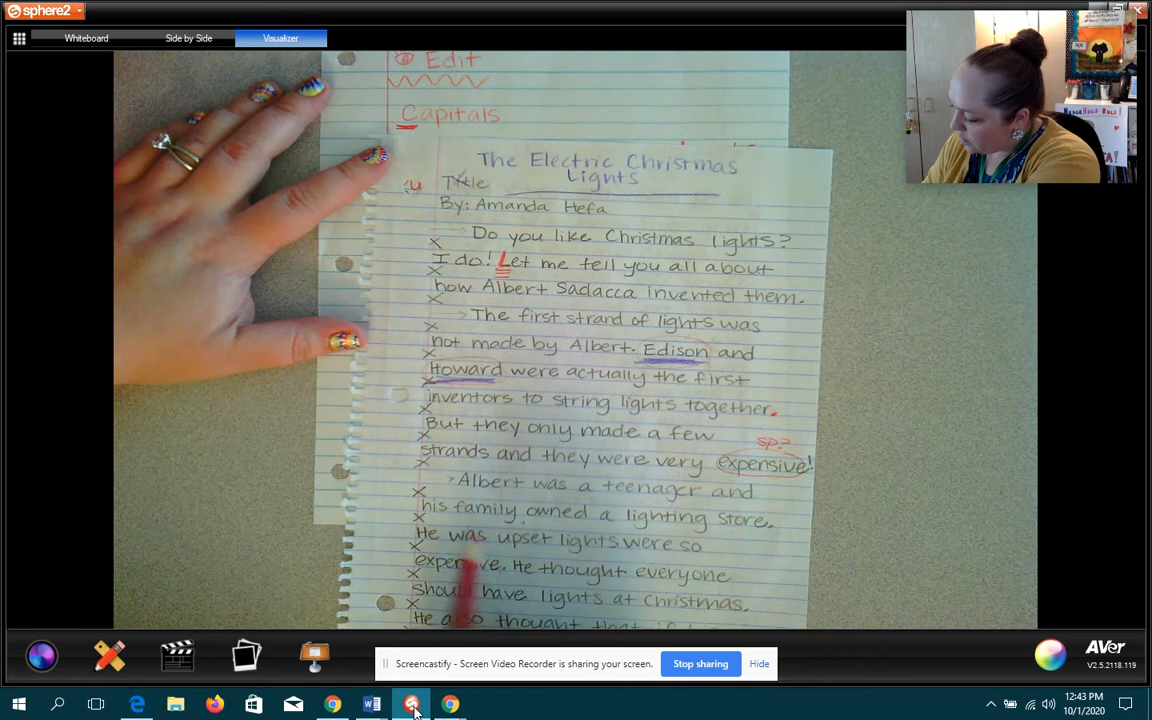 sphere2
Whiteboard
Side by Side
Visualizer
Edit
Capitals
The Electric Christmas
Lights
Title
By: Amanda Hefa
Do you like Christmas lights?
I do! Let me tell you all about
how Albert Sadacca invented them.
The first strand of lights was
not made by Albert. Edison and
Howard were actually the first
inventors to string lights together.
But they only made a few
sp?
strands and they were very expensive!
Albert was a teenager and
his family owned a lighting store.
He was upset lights were so
expensive. He thought everyone
should have lights at Christmas.
He also thought that if
Screencastify - Screen Video Recorder is sharing your screen.
Stop sharing
Hide
AVer
V2.5.2118.119
12:43 PM
10/1/2020